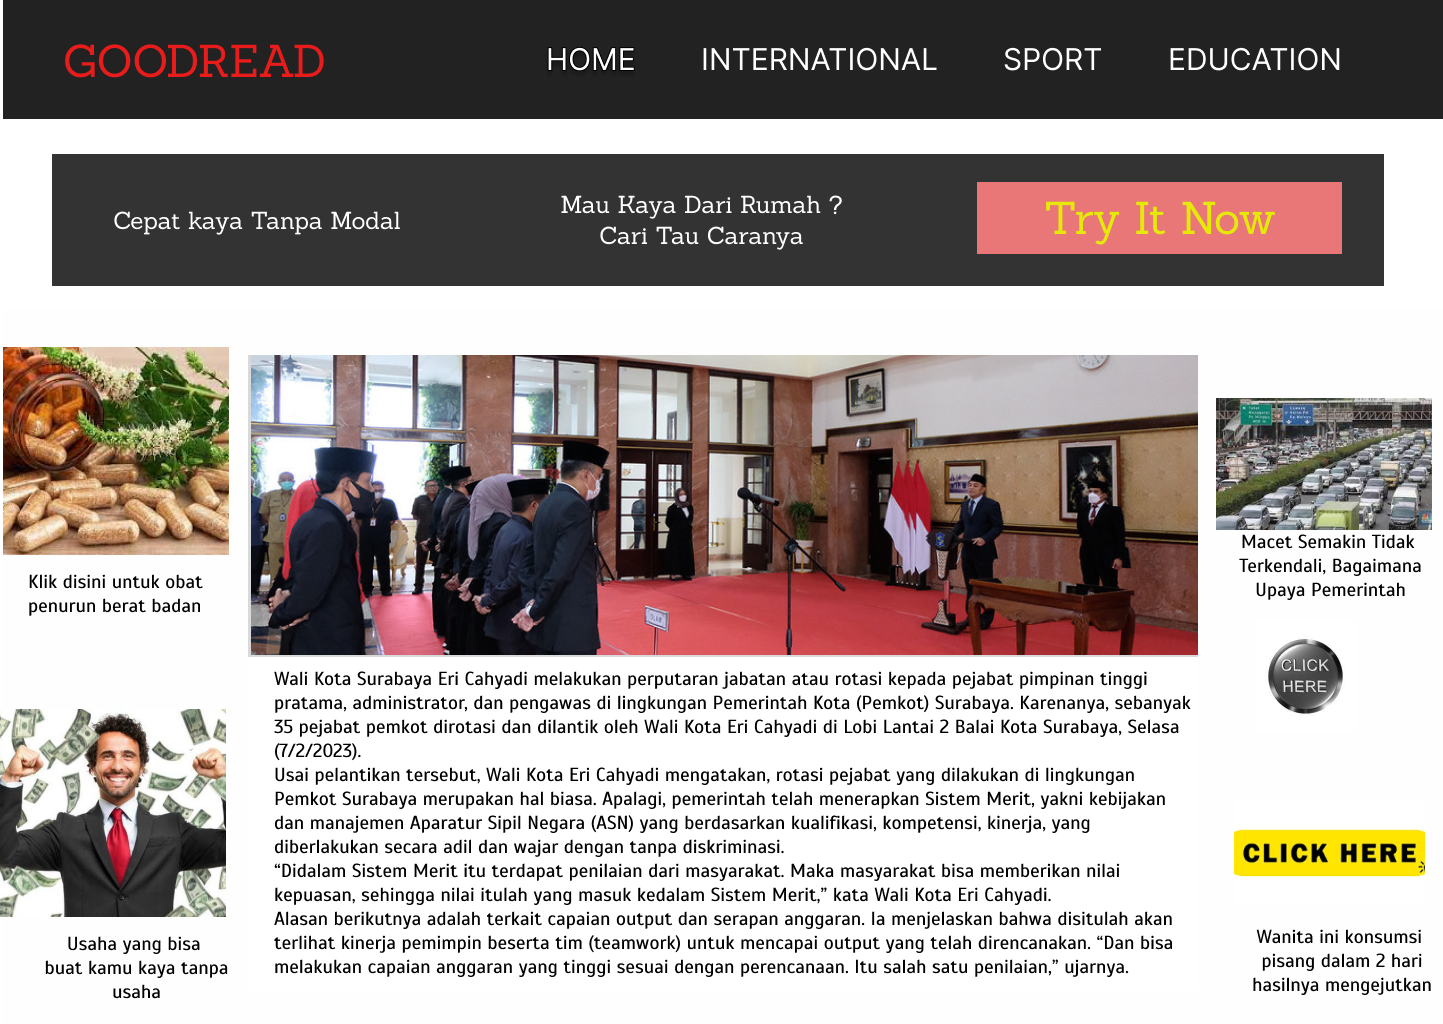 GOODREAD
HOME
INTERNATIONAL
SPORT
EDUCATION
Cepat kaya Tanpa Modal
Mau Kaya Dari Rumah ?
Cari Tau Caranya
Try It Now
Klik disini untuk obat
penurun berat badan
Usaha yang bisa
buat kamu kaya tanpa
usaha
Wali Kota Surabaya Eri Cahyadi melakukan perputaran jabatan atau rotasi kepada pejabat pimpinan tinggi
pratama, administrator, dan pengawas di lingkungan Pemerintah Kota (Pemkot) Surabaya. Karenanya, sebanyak
35 pejabat pemkot dirotasi dan dilantik oleh Wali Kota Eri Cahyadi di Lobi Lantai 2 Balai Kota Surabaya, Selasa
(7/2/2023).
Usai pelantikan tersebut, Wali Kota Eri Cahyadi mengatakan, rotasi pejabat yang dilakukan di lingkungan
Pemkot Surabaya merupakan hal biasa. Apalagi, pemerintah telah menerapkan Sistem Merit, yakni kebijakan
dan manajemen Aparatur Sipil Negara (ASN) yang berdasarkan kualifikasi, kompetensi, kinerja, yang
diberlakukan secara adil dan wajar dengan tanpa diskriminasi.
“Didalam Sistem Merit itu terdapat penilaian dari masyarakat. Maka masyarakat bisa memberikan nilai
kepuasan, sehingga nilai itulah yang masuk kedalam Sistem Merit,” kata Wali Kota Eri Cahyadi.
Alasan berikutnya adalah terkait capaian output dan serapan anggaran. Ia menjelaskan bahwa disitulah akan
terlihat kinerja pemimpin beserta tim (teamwork) untuk mencapai output yang telah direncanakan. “Dan bisa
melakukan capaian anggaran yang tinggi sesuai dengan perencanaan. Itu salah satu penilaian,” ujarnya.
Macet Semakin Tidak
Terkendali, Bagaimana
Upaya Pemerintah
CLICK
HERE
CLICK HERE
Wanita ini konsumsi
pisang dalam 2 hari
hasilnya mengejutkan